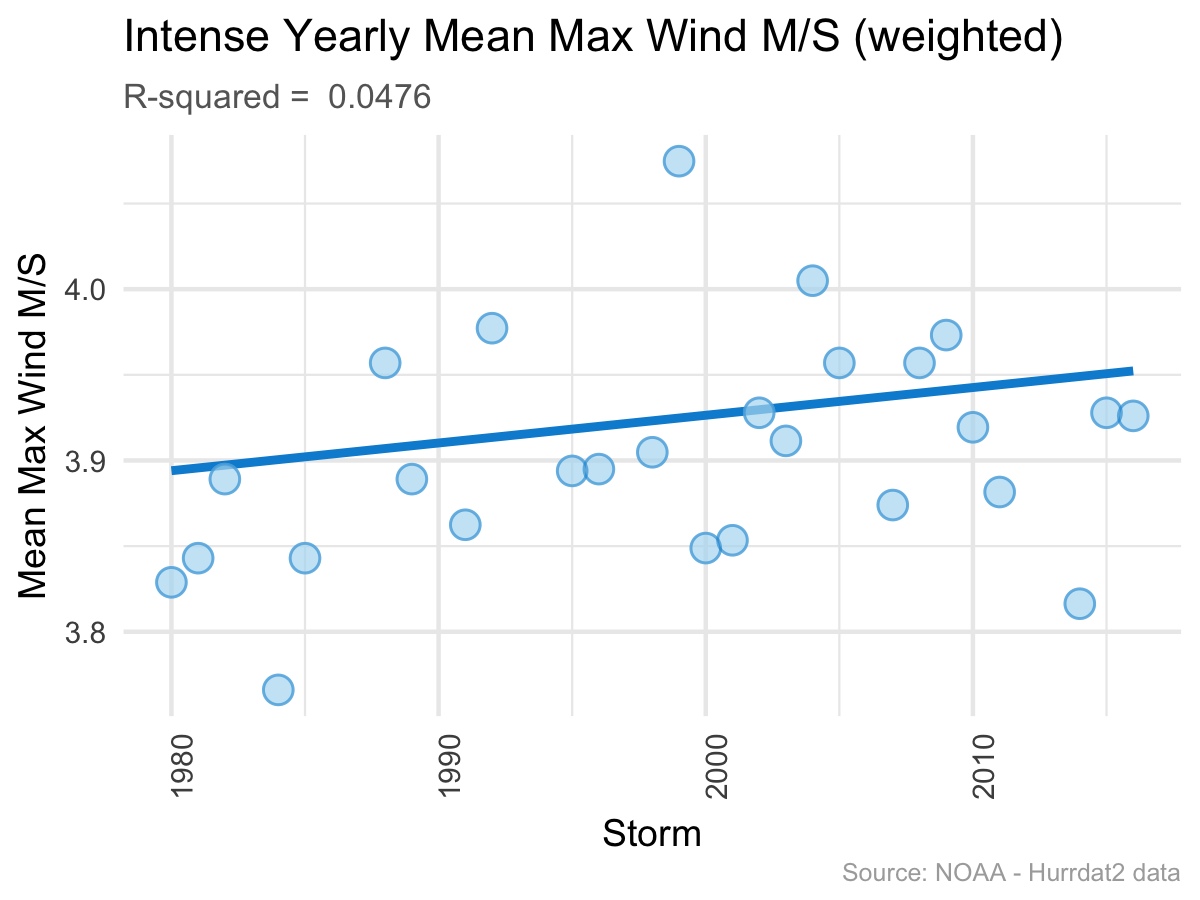 Intense Yearly Mean Max Wind M/S (weighted)
R-squared =  0.0476
Mean Max Wind M/S
4.0
3.9
3.8
1980
1990
2000
2010
Storm
Source: NOAA - Hurrdat2 data